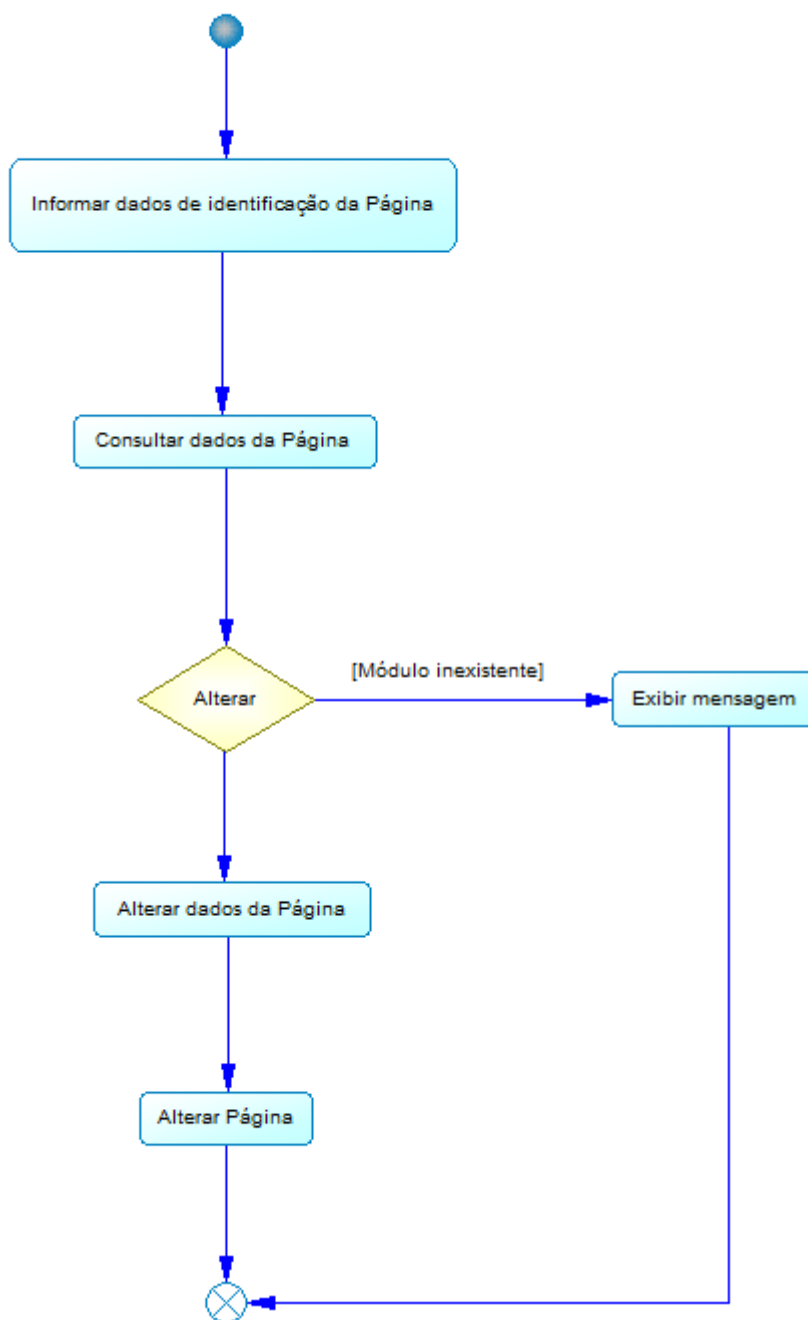 Informar dados de identificação da Página
Consultar dados da Página
[Módulo inexistente]
Alterar
Exibir mensagem
Alterar dados da Página
Alterar Página